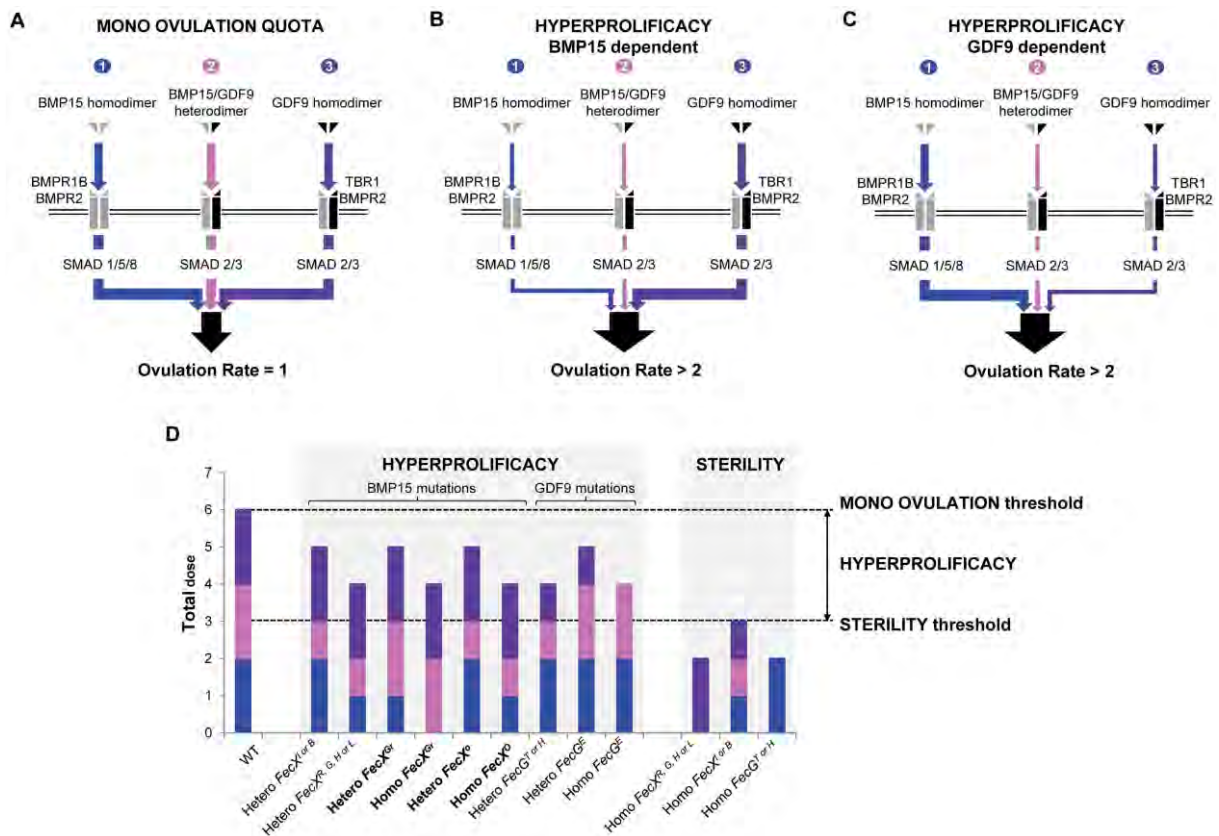 A
MONO OVULATION QUOTA
1
2
3
BMP15 homodimer
BMP15/GDF9
heterodimer
GDF9 homodimer
BMPR1B
BMPR2
TBR1
BMPR2
SMAD 1/5/8
SMAD 2/3
SMAD 2/3
Ovulation Rate = 1
B
HYPERPROLIFICACY
BMP15 dependent
1
2
3
BMP15 homodimer
BMP15/GDF9
heterodimer
GDF9 homodimer
BMPR1B
BMPR2
TBR1
BMPR2
SMAD 1/5/8
SMAD 2/3
SMAD 2/3
Ovulation Rate > 2
C
HYPERPROLIFICACY
GDF9 dependent
1
2
3
BMP15 homodimer
BMP15/GDF9
heterodimer
GDF9 homodimer
BMPR1B
BMPR2
TBR1
BMPR2
SMAD 1/5/8
SMAD 2/3
SMAD 2/3
Ovulation Rate > 2
D
HYPERPROLIFICACY
STERILITY
BMP15 mutations
GDF9 mutations
Total dose
7
6
5
4
3
2
1
0
MONO OVULATION threshold
HYPERPROLIFICACY
STERILITY threshold
WT
Hetero FecX^I or B
Hetero FecX^R, G, H or L
Hetero FecX^Gr
Homo FecX^Gr
Hetero FecX^O
Homo FecX^O
Hetero FecG^T or H
Hetero FecG^E
Homo FecG^E
Homo FecX^R, G, H or L
Homo FecX^I or B
Homo FecG^T or H